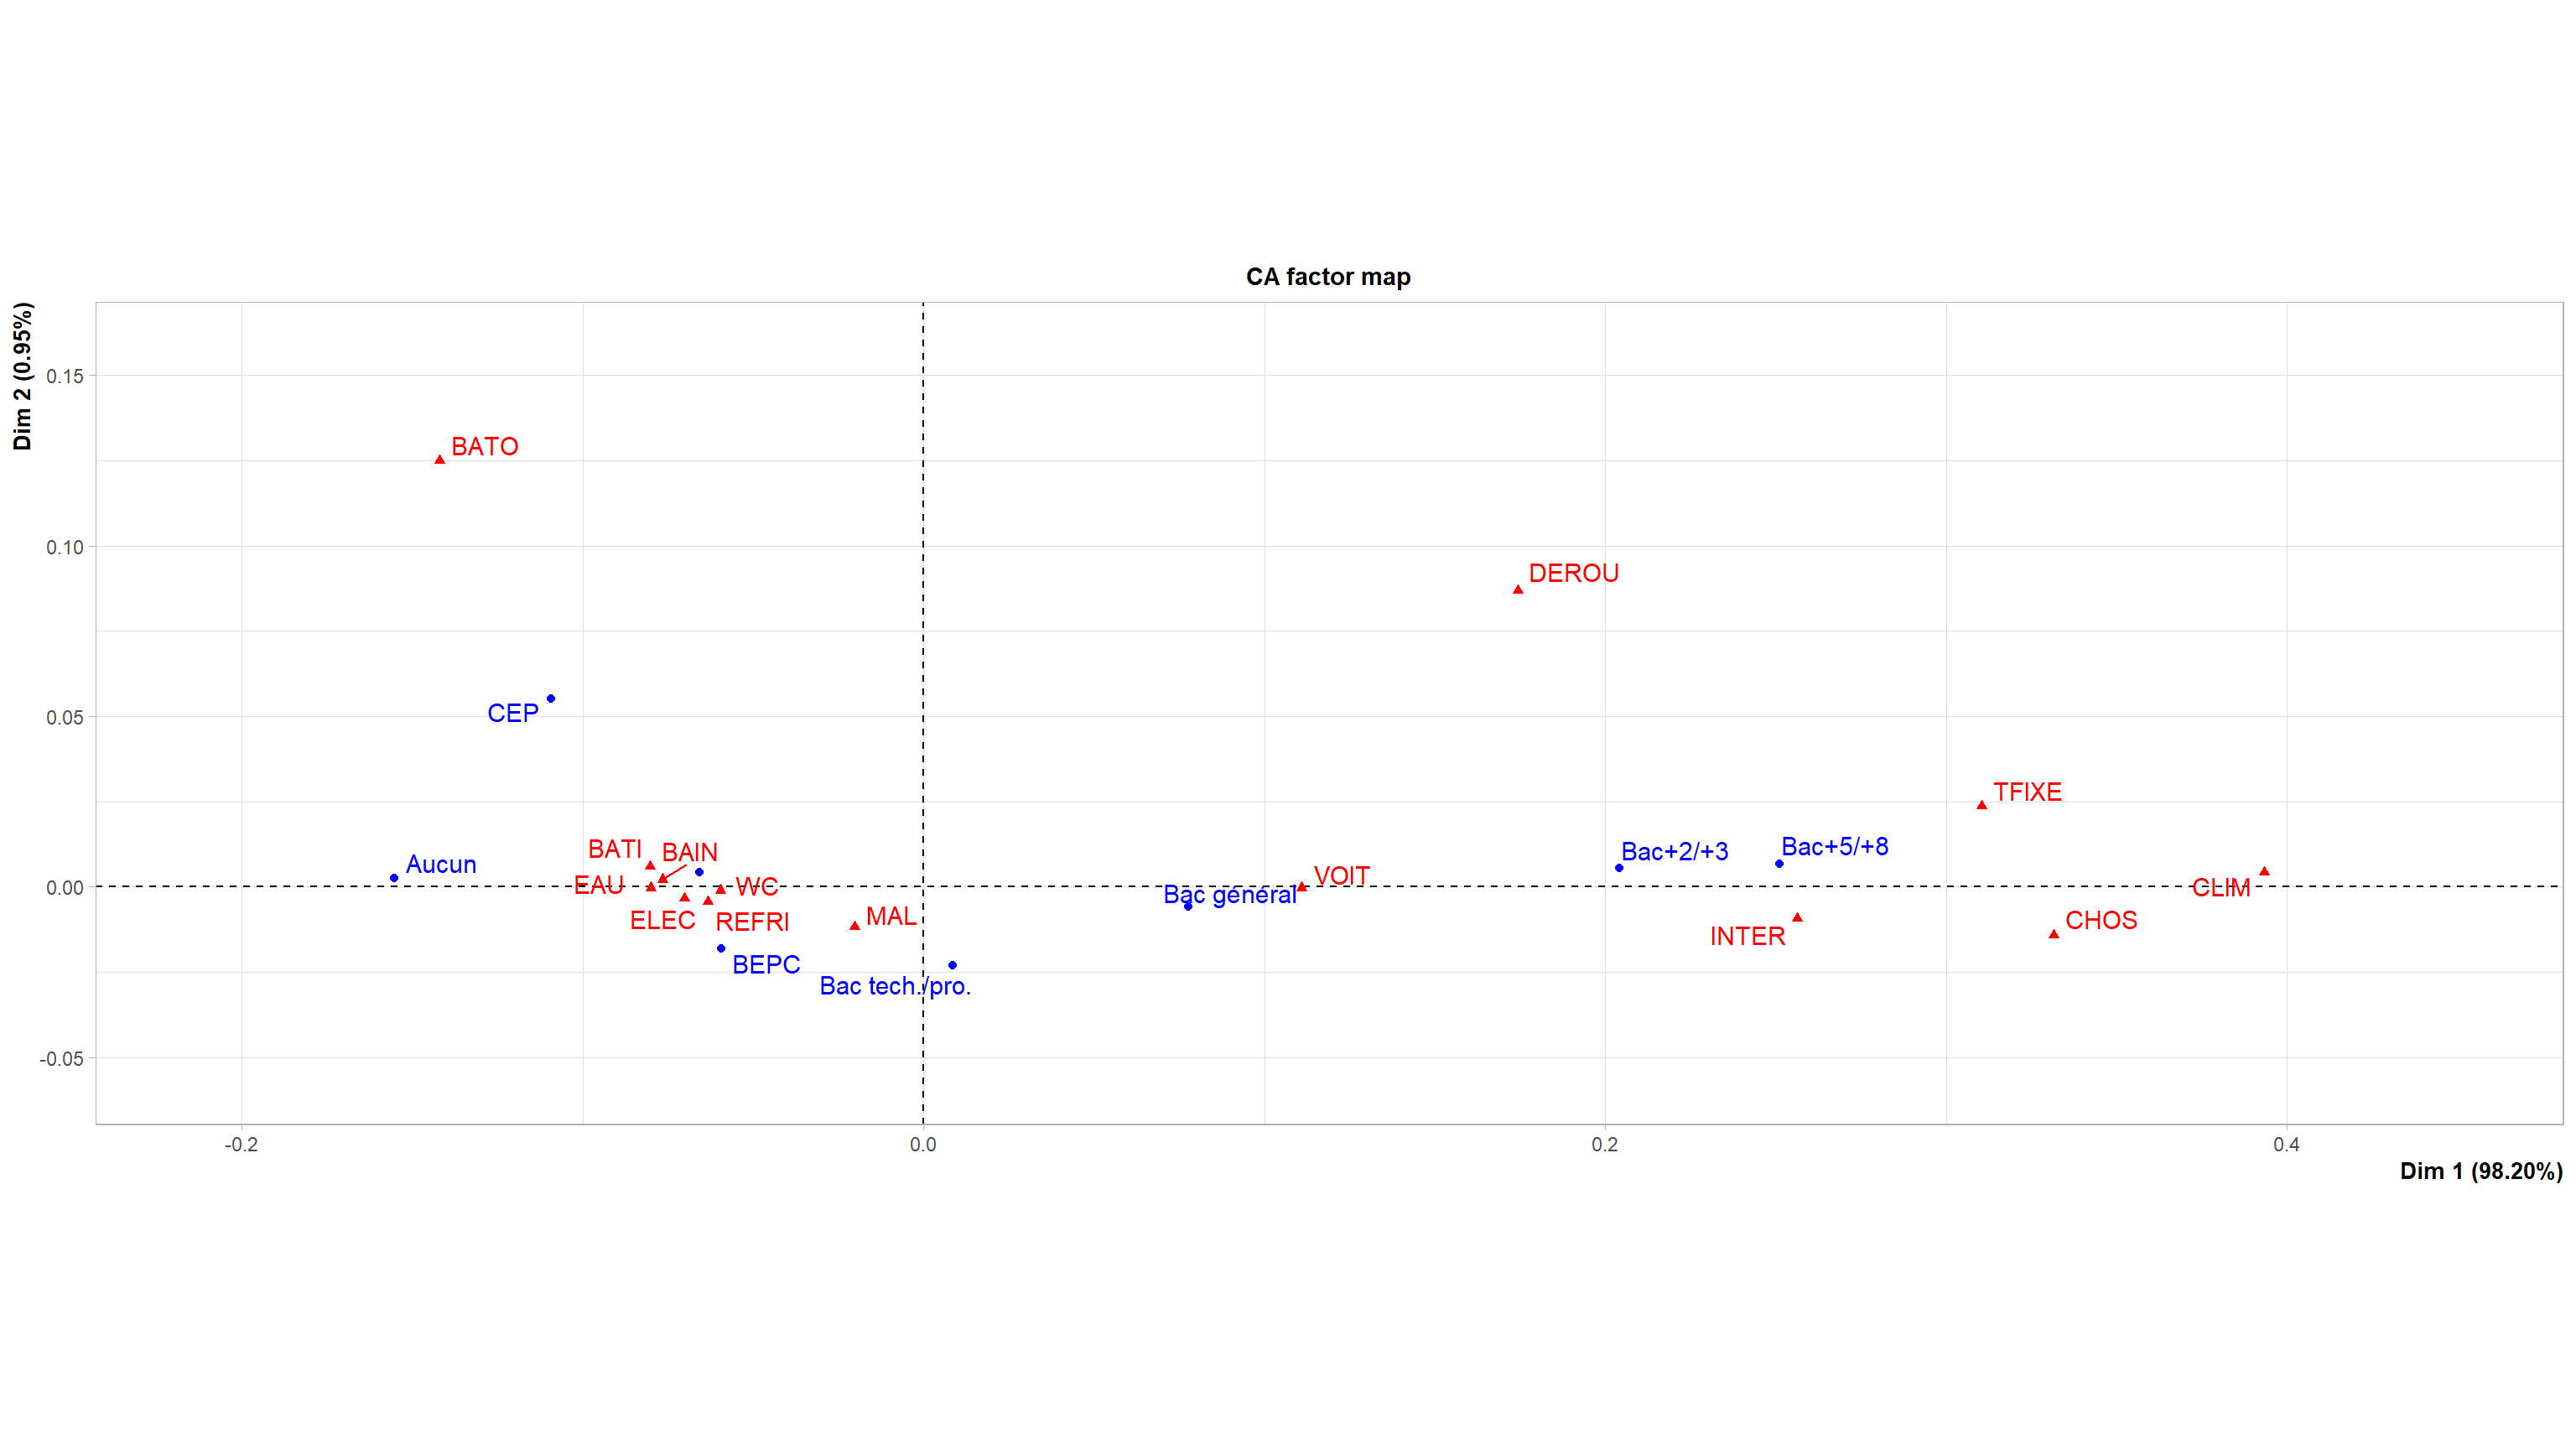 CA factor map
Dim 2 (0.95%)
0.15
0.10
0.05
0.00
-0.05
BATO
DEROU
CEP
TFIXE
BATI
BAIN
Aucun
EAU
WC
ELEC
REFRI
MAL
BEPC
Bac tech./pro.
Bac général
VOIT
Bac+2/+3
Bac+5/+8
INTER
CLIM
CHOS
-0.2
0.0
0.2
0.4
Dim 1 (98.20%)